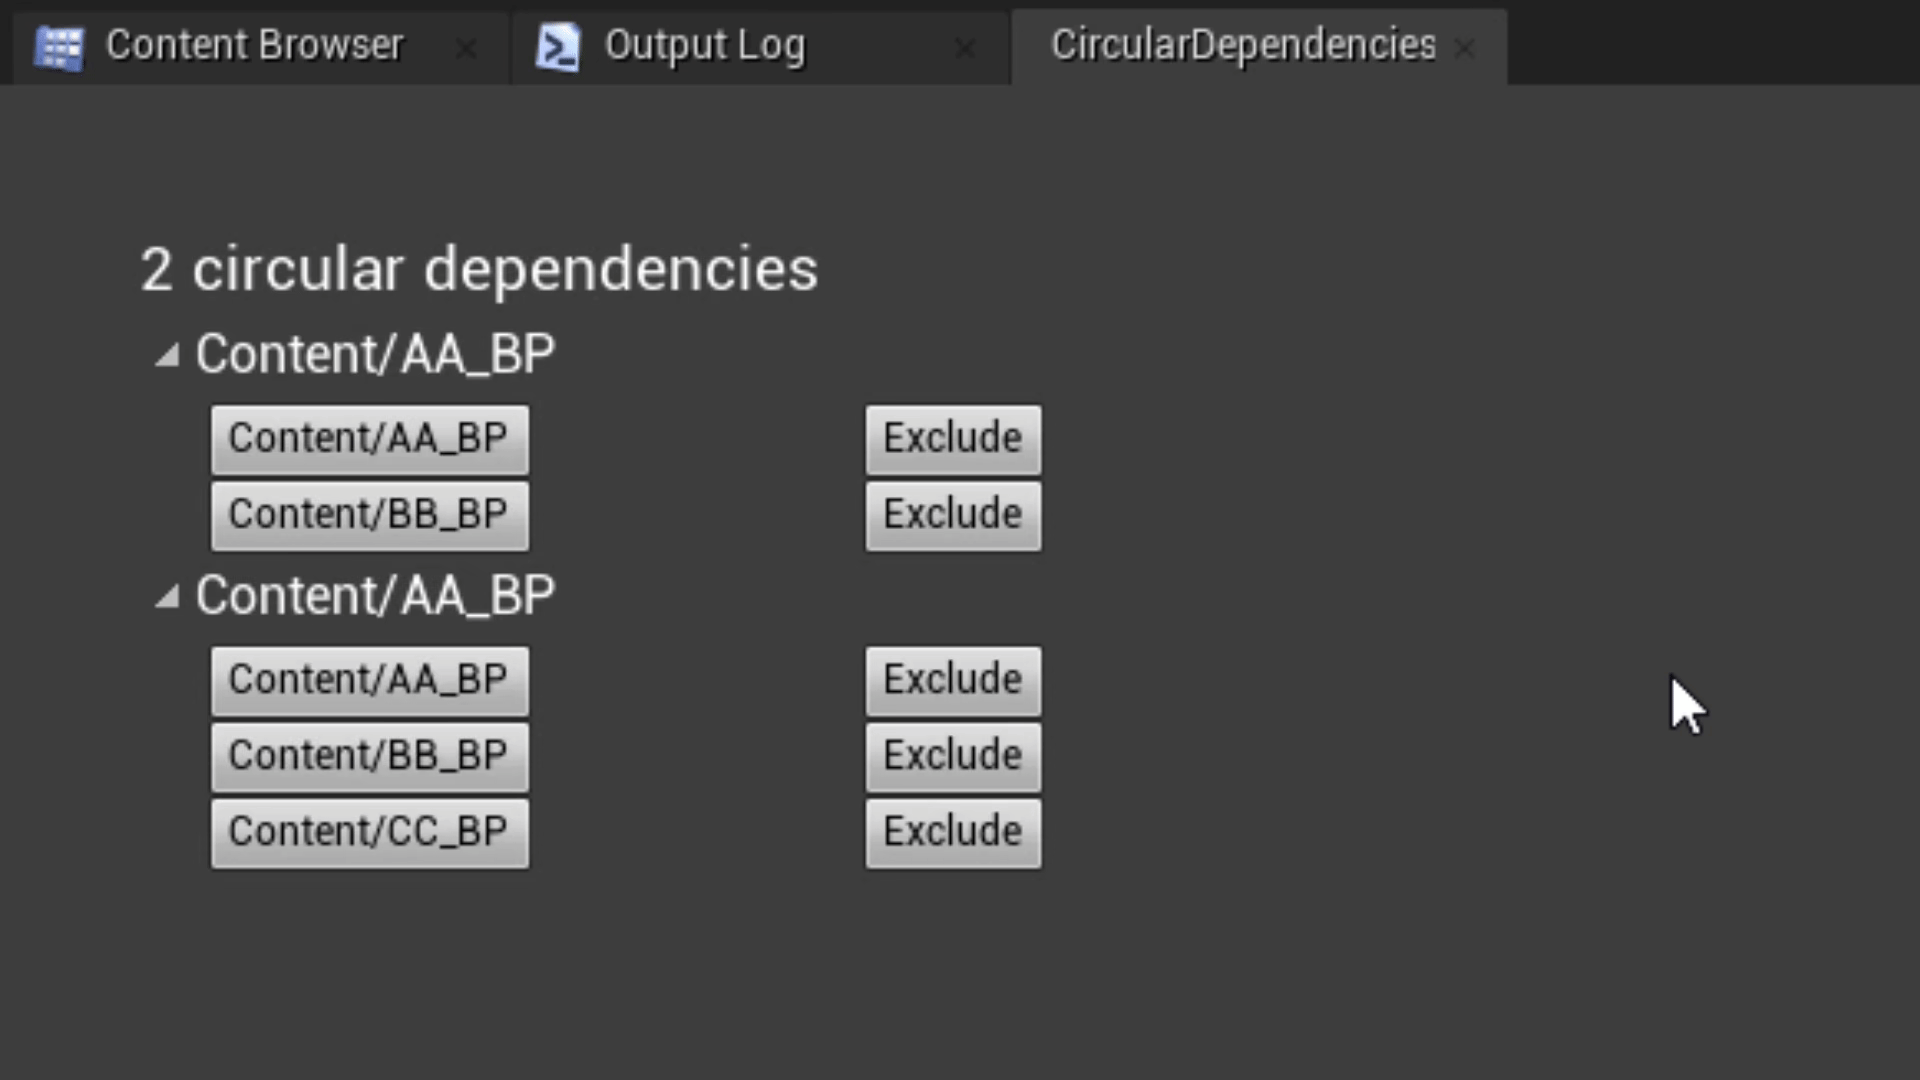 Content Browser Output Log CircularDependencies
2 circular dependencies
Content/AA_BP
Content/AA_BP Exclude
Content/BB_BP Exclude
Content/AA_BP
Content/AA_BP Exclude
Content/BB_BP Exclude
Content/CC_BP Exclude